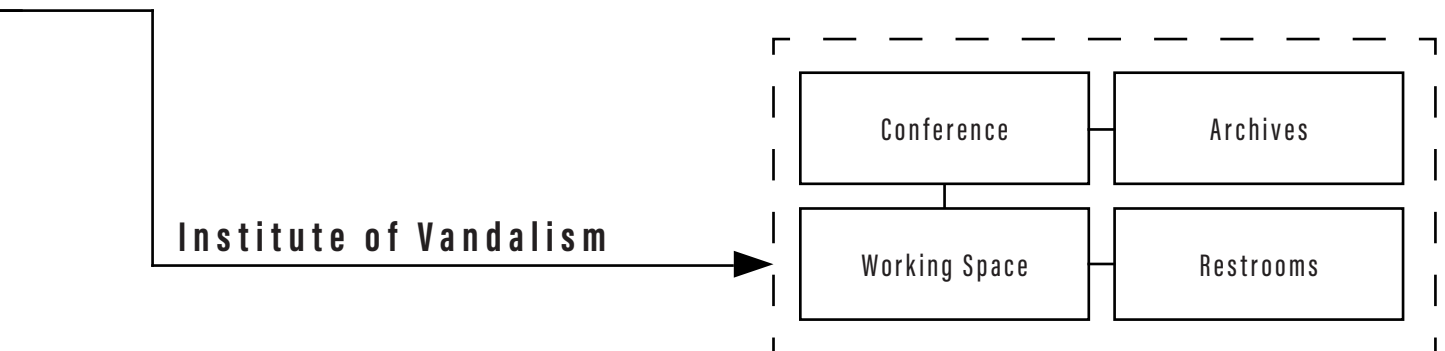 Conference
Archives
Institute of Vandalism
Working Space
Restrooms